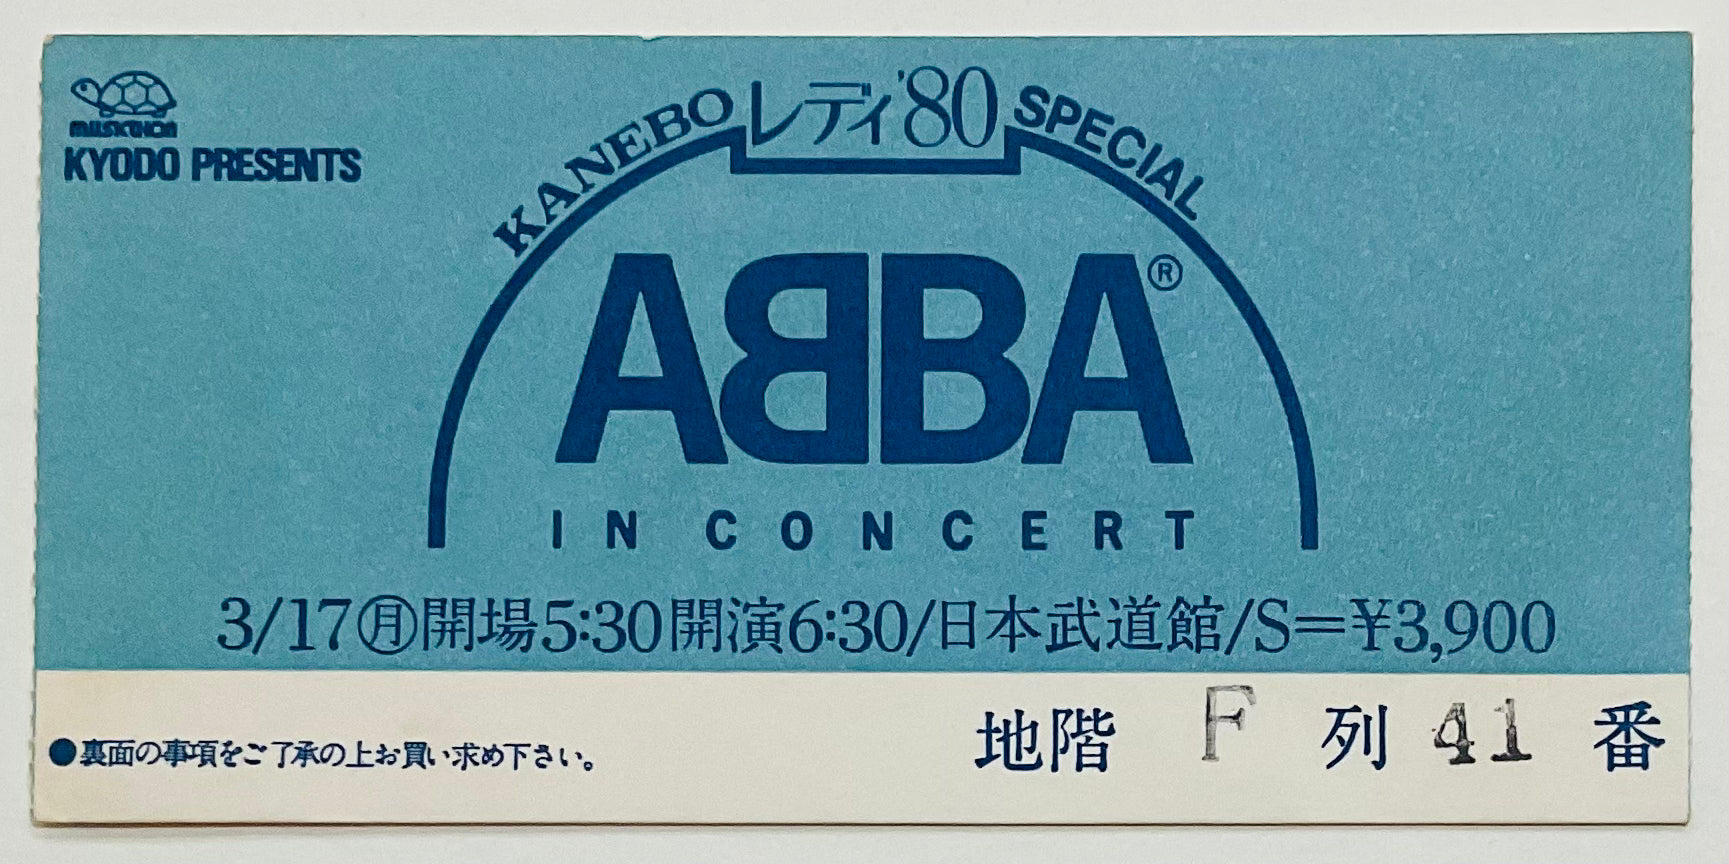 MUSICTHON
KYODO PRESENTS
KANEBO レディ'80 SPECIAL
ABBA®
IN CONCERT
3/17㊊開場5:30開演6:30/日本武道館/S=¥3,900
地階 F 列 41 番
●裏面の事項をご了承の上お買い求め下さい。